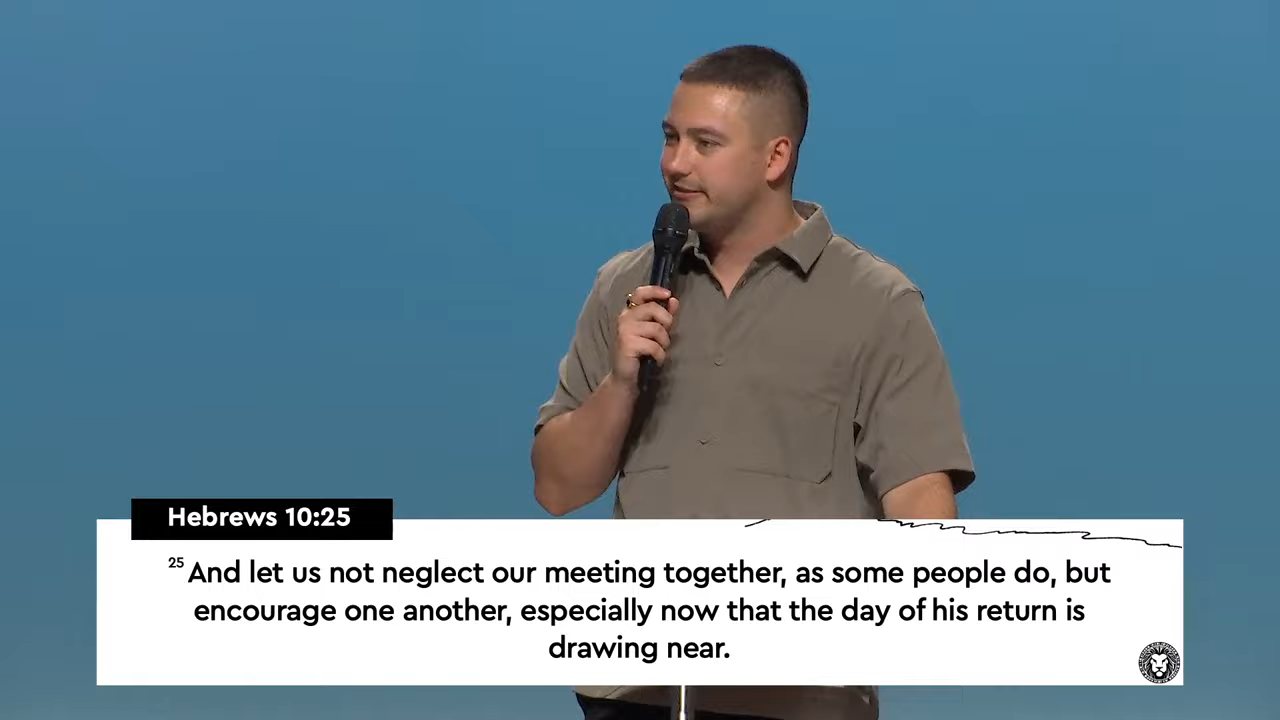 Hebrews 10:25
25 And let us not neglect our meeting together, as some people do, but
encourage one another, especially now that the day of his return is
drawing near.